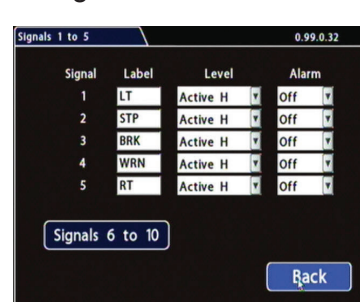 Signals 1 to 5 0.99.0.32
Signal Label Level Alarm
1 LT Active H Off
2 STP Active H Off
3 BRK Active H Off
4 WRN Active H Off
5 RT Active H Off
Signals 6 to 10
Back